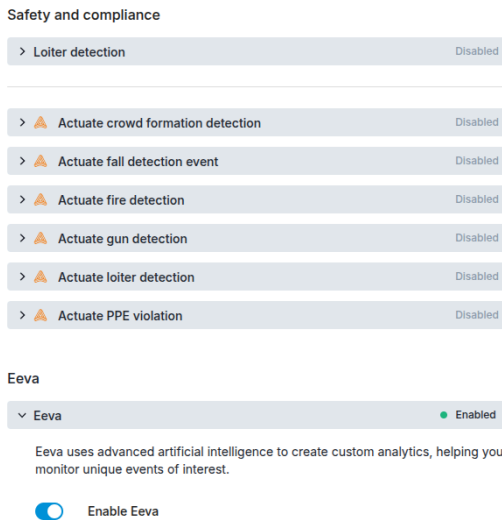 Safety and compliance
Loiter detection Disabled
Actuate crowd formation detection Disabled
Actuate fall detection event Disabled
Actuate fire detection Disabled
Actuate gun detection Disabled
Actuate loiter detection Disabled
Actuate PPE violation Disabled
Eeva
Eeva Enabled
Eeva uses advanced artificial intelligence to create custom analytics, helping you
monitor unique events of interest.
Enable Eeva